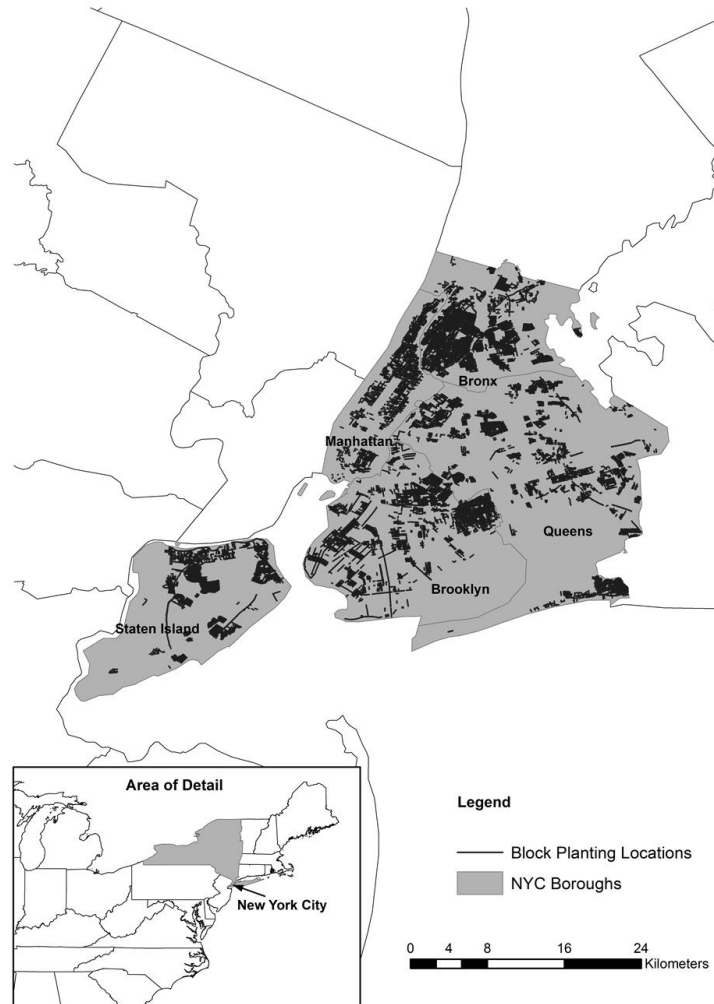 Bronx
Manhattan
Queens
Brooklyn
Staten Island
Area of Detail
New York City
Legend
Block Planting Locations
NYC Boroughs
0 4 8 16 24
Kilometers